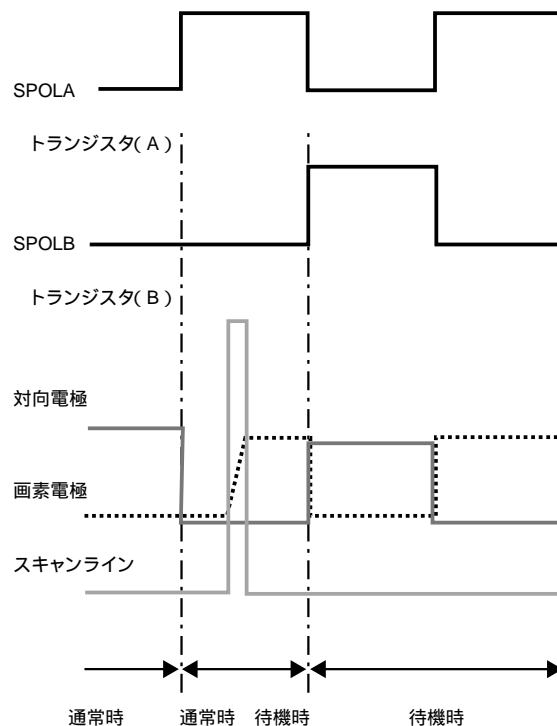 SPOLA
トランジスタ( A )
SPOLB
トランジスタ( B )
対向電極
画素電極
スキャンライン
通常時 通常時 待機時 待機時